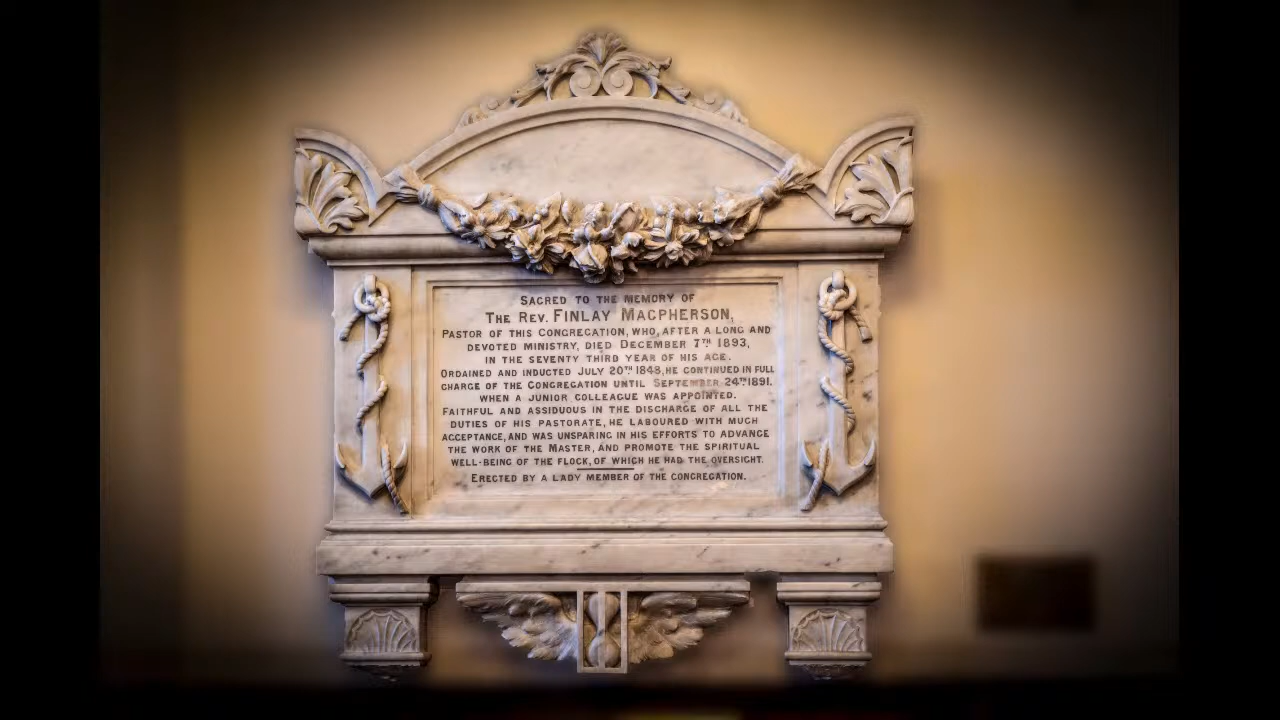 SACRED TO THE MEMORY OF
THE REV. FINLAY MACPHERSON,
PASTOR OF THIS CONGREGATION, WHO, AFTER A LONG AND
DEVOTED MINISTRY, DIED DECEMBER 7TH 1893,
IN THE SEVENTY THIRD YEAR OF HIS AGE.
ORDAINED AND INDUCTED JULY 20TH 1848, HE CONTINUED IN FULL
CHARGE OF THE CONGREGATION UNTIL SEPTEMBER 24TH 1891.
WHEN A JUNIOR COLLEAGUE WAS APPOINTED.
FAITHFUL AND ASSIDUOUS IN THE DISCHARGE OF ALL THE
DUTIES OF HIS PASTORATE, HE LABOURED WITH MUCH
ACCEPTANCE, AND WAS UNSPARING IN HIS EFFORTS TO ADVANCE
THE WORK OF THE MASTER, AND PROMOTE THE SPIRITUAL
WELL-BEING OF THE FLOCK, OF WHICH HE HAD THE OVERSIGHT.
ERECTED BY A LADY MEMBER OF THE CONGREGATION.